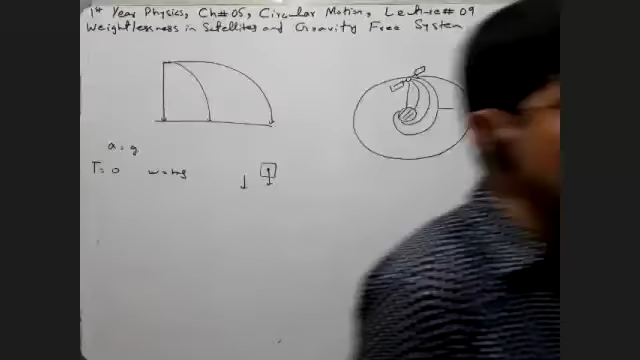 1st Year Physics, Ch# 05, Circular Motion, Lecture# 09
Weightlessness in Satellites and Gravity Free System
a = g
T = 0 w = mg